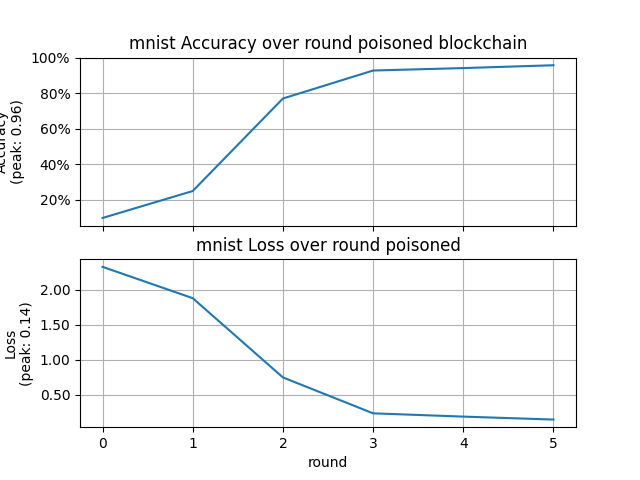 mnist Accuracy over round poisoned blockchain
100%
80%
60%
40%
20%
Accuracy
(peak: 0.96)
mnist Loss over round poisoned
2.00
1.50
1.00
0.50
Loss
(peak: 0.14)
0 1 2 3 4 5
round